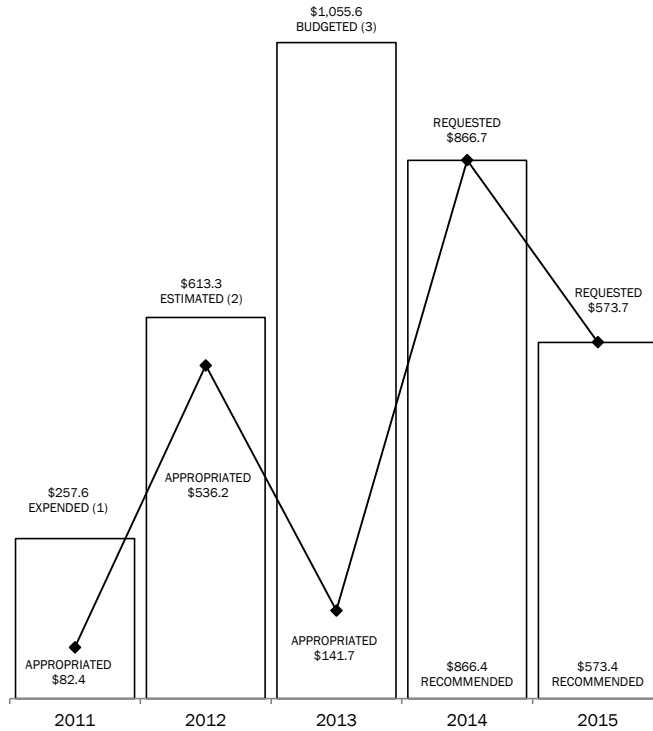 $1,055.6
BUDGETED (3)
REQUESTED
$866.7
$613.3
ESTIMATED (2)
REQUESTED
$573.7
APPROPRIATED
$536.2
$257.6
EXPENDED (1)
APPROPRIATED
$141.7
APPROPRIATED
$82.4
$866.4
RECOMMENDED
$573.4
RECOMMENDED
2011 2012 2013 2014 2015